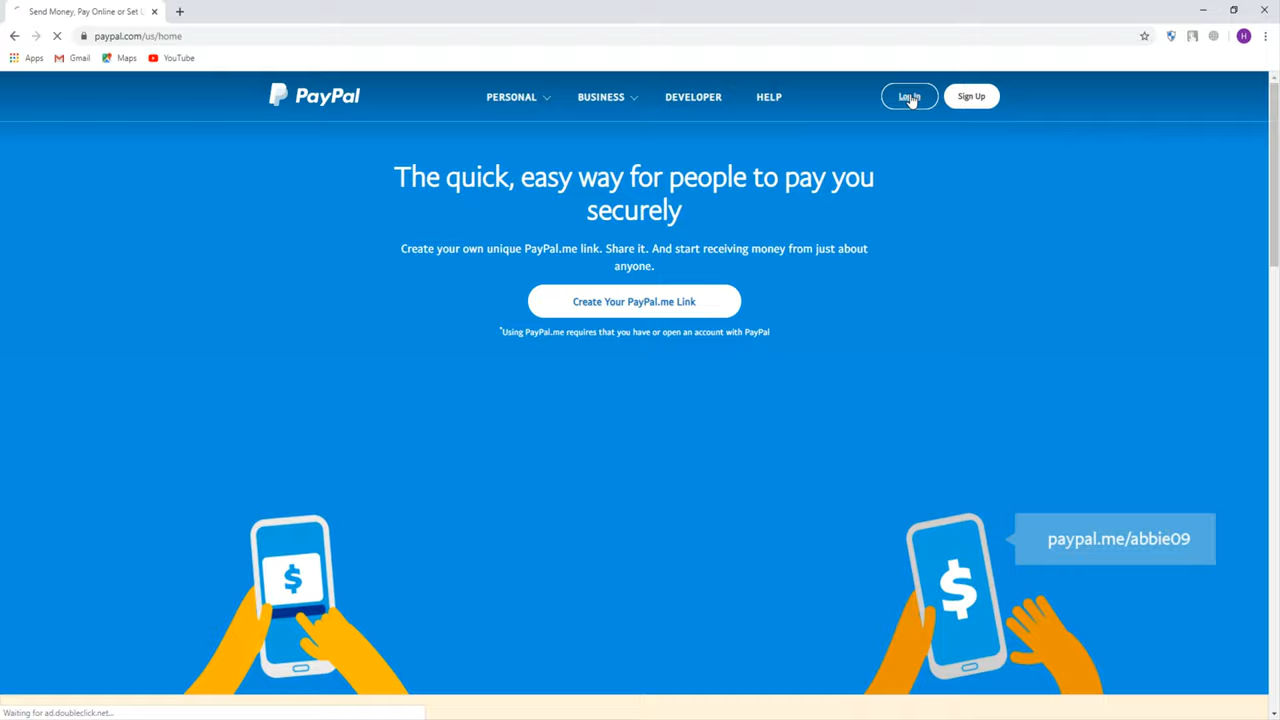 Send Money, Pay Online or Set U
paypal.com/us/home
Apps Gmail Maps YouTube
H
PayPal PERSONAL BUSINESS DEVELOPER HELP Log In Sign Up
The quick, easy way for people to pay you
securely
Create your own unique PayPal.me link. Share it. And start receiving money from just about
anyone.
Create Your PayPal.me Link
*Using PayPal.me requires that you have or open an account with PayPal
$
$
paypal.me/abbie09
Waiting for ad.doubleclick.net...